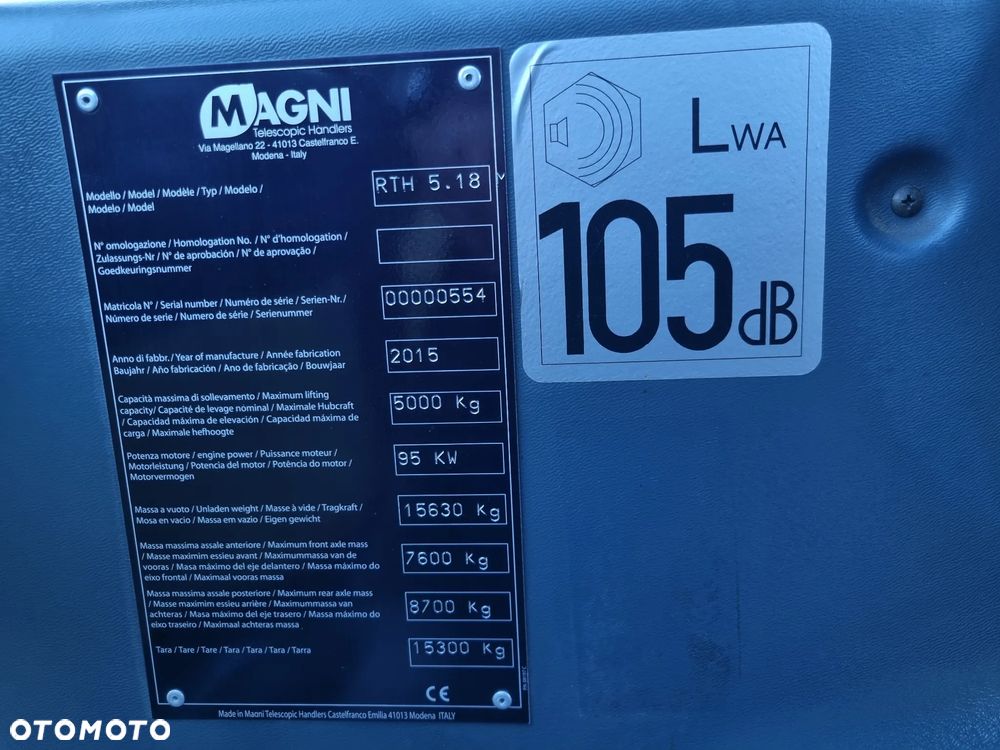 MAGNI
Telescopic Handlers
Via Magellano 22 - 41013 Castelfranco E.
Modena - Italy
Modello / Model / Modèle / Typ / Modelo /
Modelo / Model
RTH 5.18
N° omologazione / Homologation No. / N° d'homologation /
Zulassungs-Nr / N° de aprobación / N° de aprovação /
Goedkeuringsnummer
Matricola N° / Serial number / Numéro de série / Serien-Nr. /
Número de serie / Numero de série / Serienummer
00000554
Anno di fabbr. / Year of manufacture / Année fabrication
Baujahr / Año fabricación / Ano de fabricação / Bouwjaar
2015
Capacità massima di sollevamento / Maximum lifting
capacity/ Capacité de levage nominal / Maximale Hubcraft
/ Capacidad máxima de elevación / Capacidad máxima de
carga / Maximale hefhoogte
5000 Kg
Potenza motore / engine power / Puissance moteur /
Motorleistung / Potencia del motor / Potência do motor /
Motorvermogen
95 KW
Massa a vuoto / Unladen weight / Masse à vide / Tragkraft /
Mosa en vacio / Massa em vazio / Eigen gewicht
15630 Kg
Massa massima assale anteriore / Maximum front axle mass
/ Masse maximim essieu avant / Maximummassa van de
vooras / Masa máximo del eje delantero / Massa máximo do
eixo frontal / Maximaal vooras massa
7600 Kg
Massa massima assale posteriore / Maximum rear axle mass
/ Masse maximim essieu arrière / Maximummassa van
achteras / Masa máximo del eje trasero / Massa máximo do
eixo traseiro / Maximaal achteras massa
8700 Kg
Tara / Tare / Tare / Tara / Tara / Tara / Tarra
15300 Kg
CE
Made in Magni Telescopic Handlers Castelfranco Emilia 41013 Modena ITALY
LWA
105dB
OTOMOTO